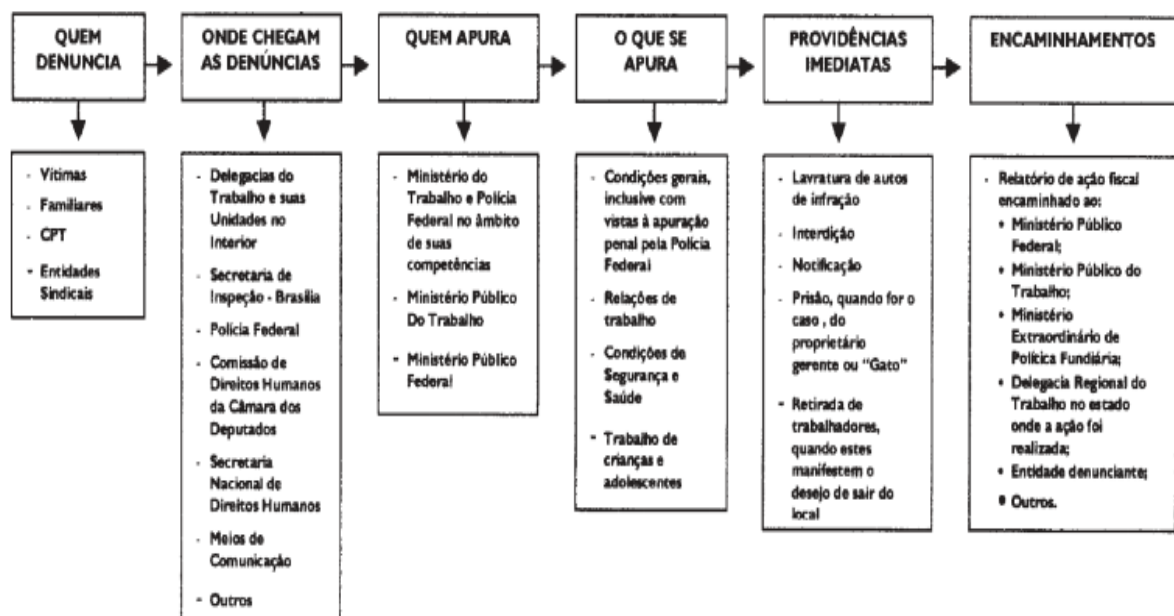 QUEM
DENUNCIA
ONDE CHEGAM
AS DENÚNCIAS
QUEM APURA
O QUE SE
APURA
PROVIDÊNCIAS
IMEDIATAS
ENCAMINHAMENTOS
- Vítimas
- Familiares
- CPT
- Entidades
Sindicais
- Delegacias do
Trabalho e suas
Unidades no
Interior
- Secretaria de
Inspeção - Brasília
- Polícia Federal
- Comissão de
Direitos Humanos
da Câmara dos
Deputados
- Secretaria
Nacional de
Direitos Humanos
- Meios de
Comunicação
- Outros
- Ministério do
Trabalho e Polícia
Federal no âmbito
de suas
competências
- Ministério Público
Do Trabalho
- Ministério Público
Federal
- Condições gerais,
inclusive com
vistas à apuração
penal pela Polícia
Federal
- Relações de
trabalho
- Condições de
Segurança e
Saúde
- Trabalho de
crianças e
adolescentes
- Lavratura de autos
de infração
- Interdição
- Notificação
- Prisão, quando for o
caso , do
proprietário
gerente ou "Gato"
- Retirada de
trabalhadores,
quando estes
manifestem o
desejo de sair do
local
- Relatório de ação fiscal
encaminhado ao:
• Ministério Público
Federal;
• Ministério Público do
Trabalho;
• Ministério
Extraordinário de
Política Fundiária;
• Delegacia Regional do
Trabalho no estado
onde a ação foi
realizada;
• Entidade denunciante;
• Outros.